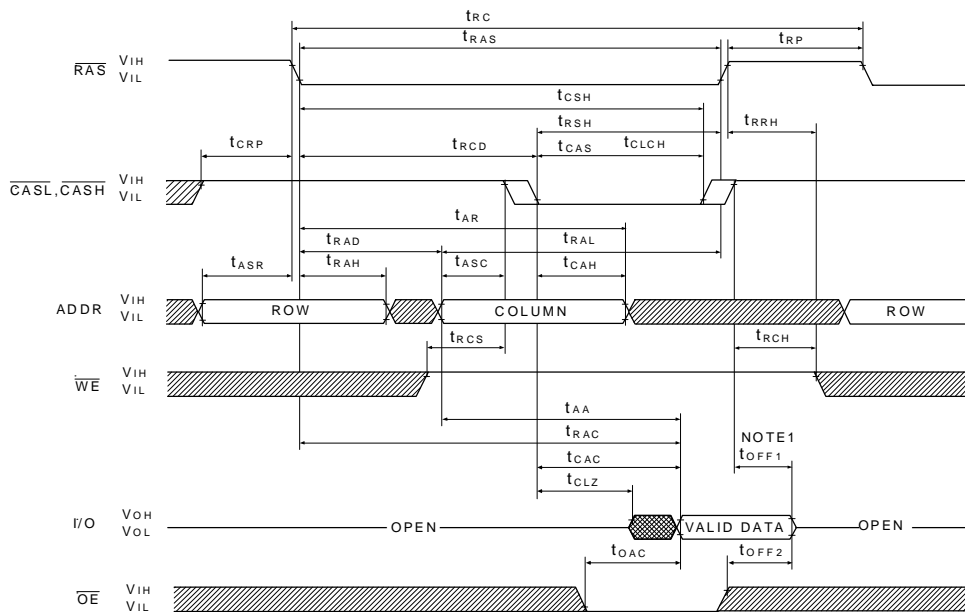 tRC
tRAS tRP
RAS VIH
VIL
tCSH
tRSH tRRH
tCRP tRCD tCAS tCLCH
CASL,CASH VIH
VIL
tAR
tRAD tRAL
tASR tRAH tASC tCAH
ADDR VIH
VIL
ROW COLUMN ROW
tRCS tRCH
WE VIH
VIL
tAA
tRAC NOTE1
tCAC tOFF1
tCLZ
I/O VOH
VOL
OPEN VALID DATA OPEN
tOAC tOFF2
OE VIH
VIL